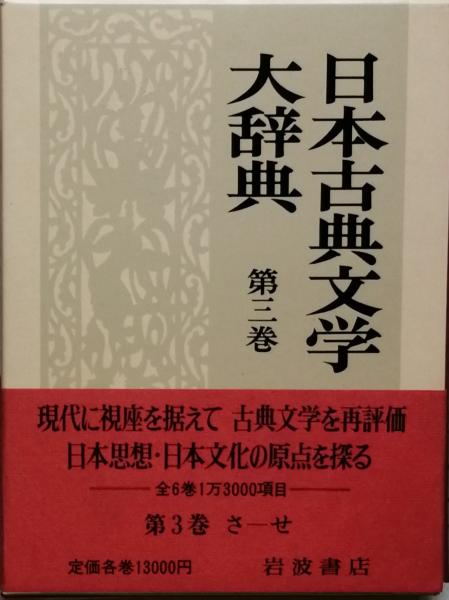 日本古典文学
大辞典
第三巻
現代に視座を据えて 古典文学を再評価
日本思想・日本文化の原点を探る
全6巻1万3000項目
第3巻 さ―せ
定価各巻13000円 岩波書店